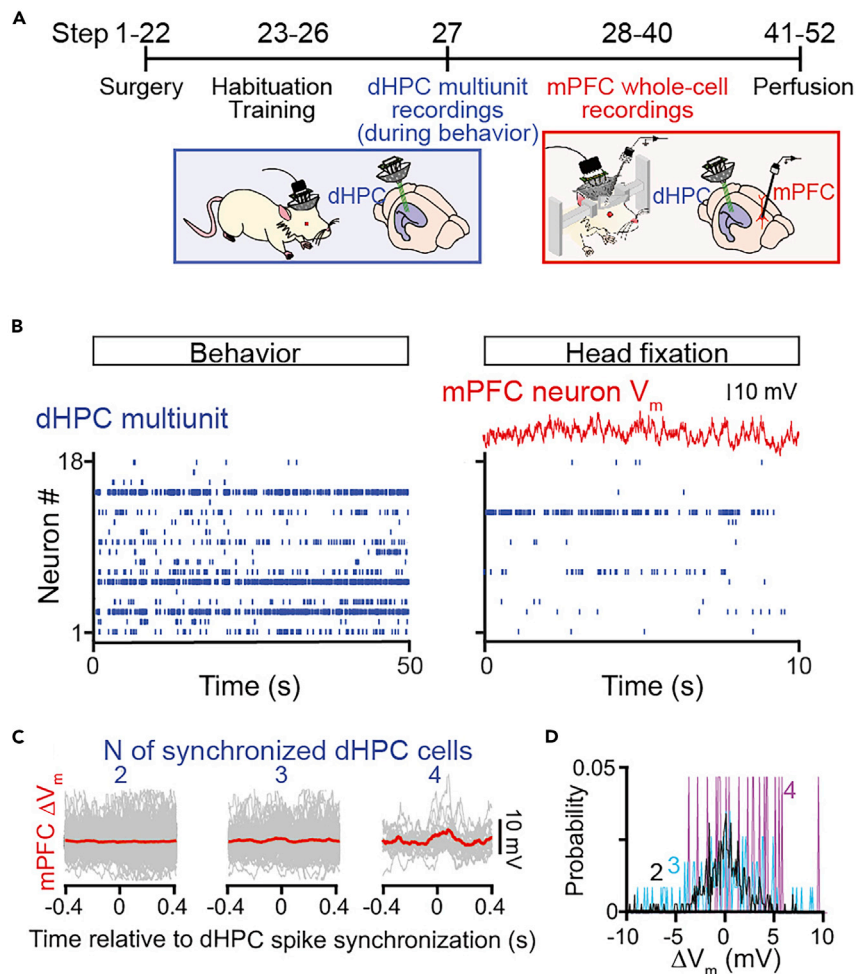 A
Step 1-22 23-26 27 28-40 41-52
Surgery Habituation Training dHPC multiunit recordings (during behavior) mPFC whole-cell recordings Perfusion
dHPC dHPC mPFC
B
Behavior Head fixation
dHPC multiunit mPFC neuron Vm 10 mV
18
Neuron #
1
0 50 0 10
Time (s) Time (s)
C
N of synchronized dHPC cells
2 3 4
mPFC ΔVm
10 mV
-0.4 0 0.4 -0.4 0 0.4 -0.4 0 0.4
Time relative to dHPC spike synchronization (s)
D
0.05
Probability
0
2 3 4
-10 -5 0 5 10
ΔVm (mV)